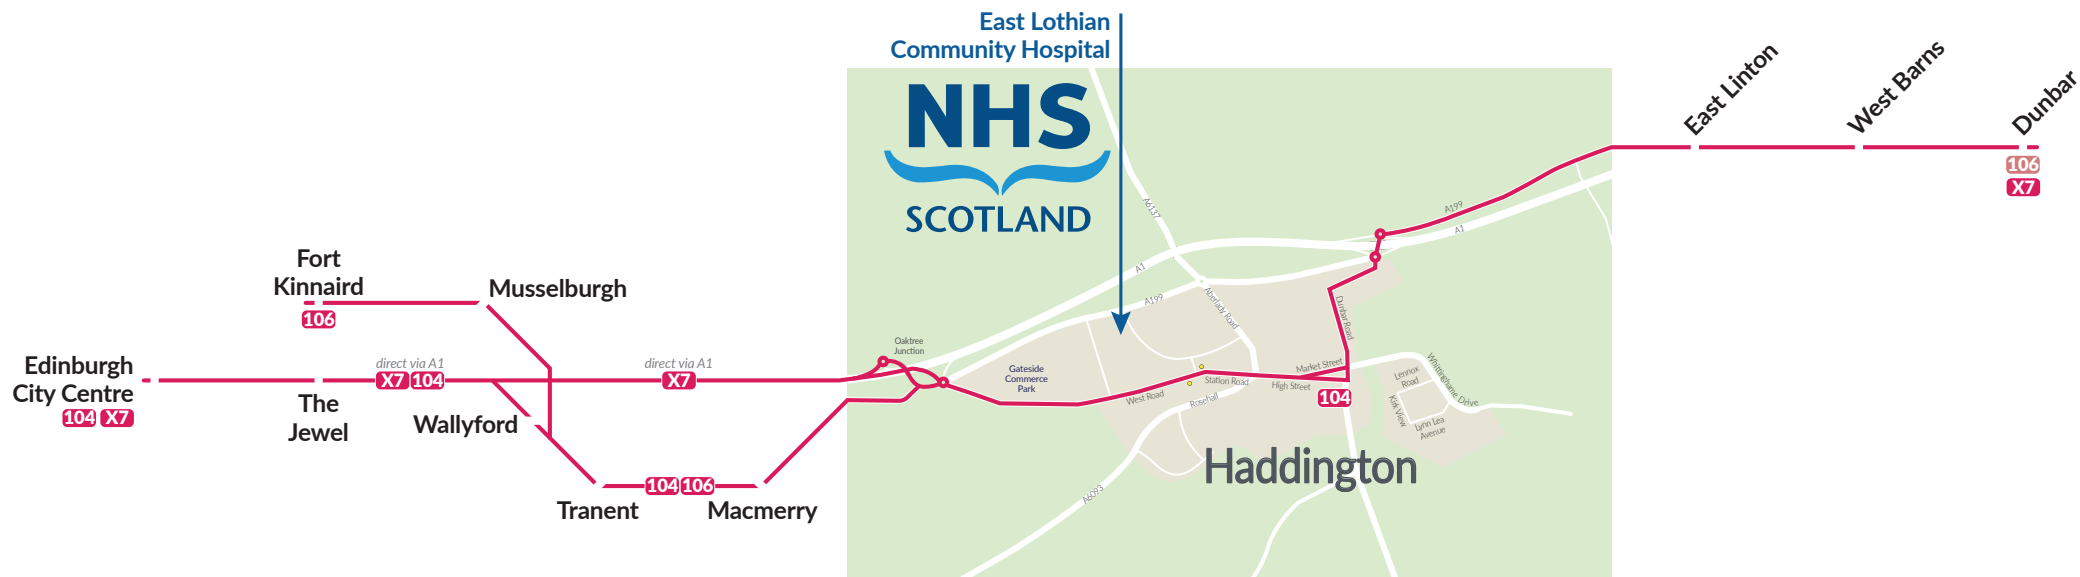 East Lothian
Community Hospital
NHS
SCOTLAND
East Linton
West Barns
Dunbar
106
X7
A6137
A199
A1
A1
A199
Aberlady Road
Dunbar Road
Fort
Kinnaird
106
Musselburgh
Edinburgh
City Centre
104 X7
The
Jewel
direct via A1
X7 104
direct via A1
X7
Wallyford
Tranent
104 106
Macmerry
Oaktree
Junction
Gateside
Commerce
Park
West Road
Station Road
Rosehall
Market Street
High Street
104
Lennox
Road
Whittinghame Drive
Kirk View
Lynn Lea
Avenue
Haddington
A6093